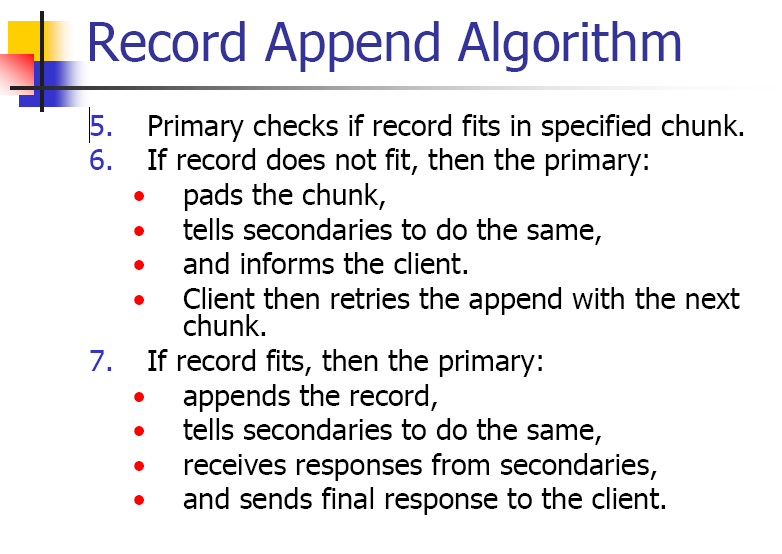 Record Append Algorithm
5. Primary checks if record fits in specified chunk.
6. If record does not fit, then the primary:
• pads the chunk,
• tells secondaries to do the same,
• and informs the client.
• Client then retries the append with the next
chunk.
7. If record fits, then the primary:
• appends the record,
• tells secondaries to do the same,
• receives responses from secondaries,
• and sends final response to the client.